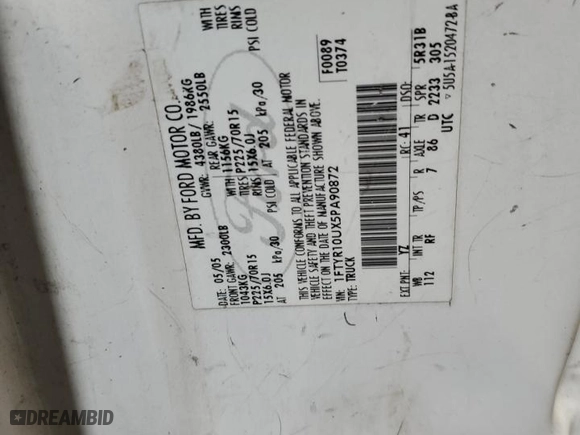 MFD. BY FORD MOTOR CO.
DATE: 05/05
GVWR: 4380LB/ 1986KG
FRONT GAWR: 2300LB
REAR GAWR: 2550LB
1043KG
WITH 1156KG
WITH
P225/70R15
TIRES P225/70R15
TIRES
15X6.0J
RINS 15X6.0J
RINS
AT 205 kPa/30
PSI COLD AT 205 kPa/30
PSI COLD
THIS VEHICLE CONFORMS TO ALL APPLICABLE FEDERAL MOTOR
VEHICLE SAFETY AND THEFT PREVENTION STANDARDS IN
EFFECT ON THE DATE OF MANUFACTURE SHOWN ABOVE.
VIN: 1FTYR10UX5PA90872
TYPE: TRUCK
F0089
T0374
EXT PNT: YZ
RC: 41
DSO:
WB
INT TR
TP/PS
R
AXLE
TR
SPR
5R31B
112
RF
7
86
D
2233
305
UTC
5U5A-1520472-BA
Ford
DREAMBID